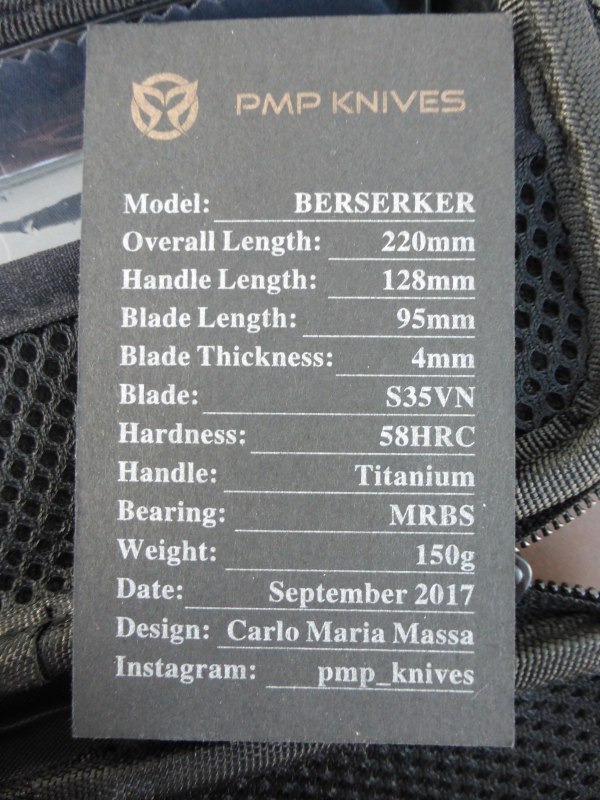 PMP KNIVES
Model: BERSERKER
Overall Length: 220mm
Handle Length: 128mm
Blade Length: 95mm
Blade Thickness: 4mm
Blade: S35VN
Hardness: 58HRC
Handle: Titanium
Bearing: MRBS
Weight: 150g
Date: September 2017
Design: Carlo Maria Massa
Instagram: pmp_knives